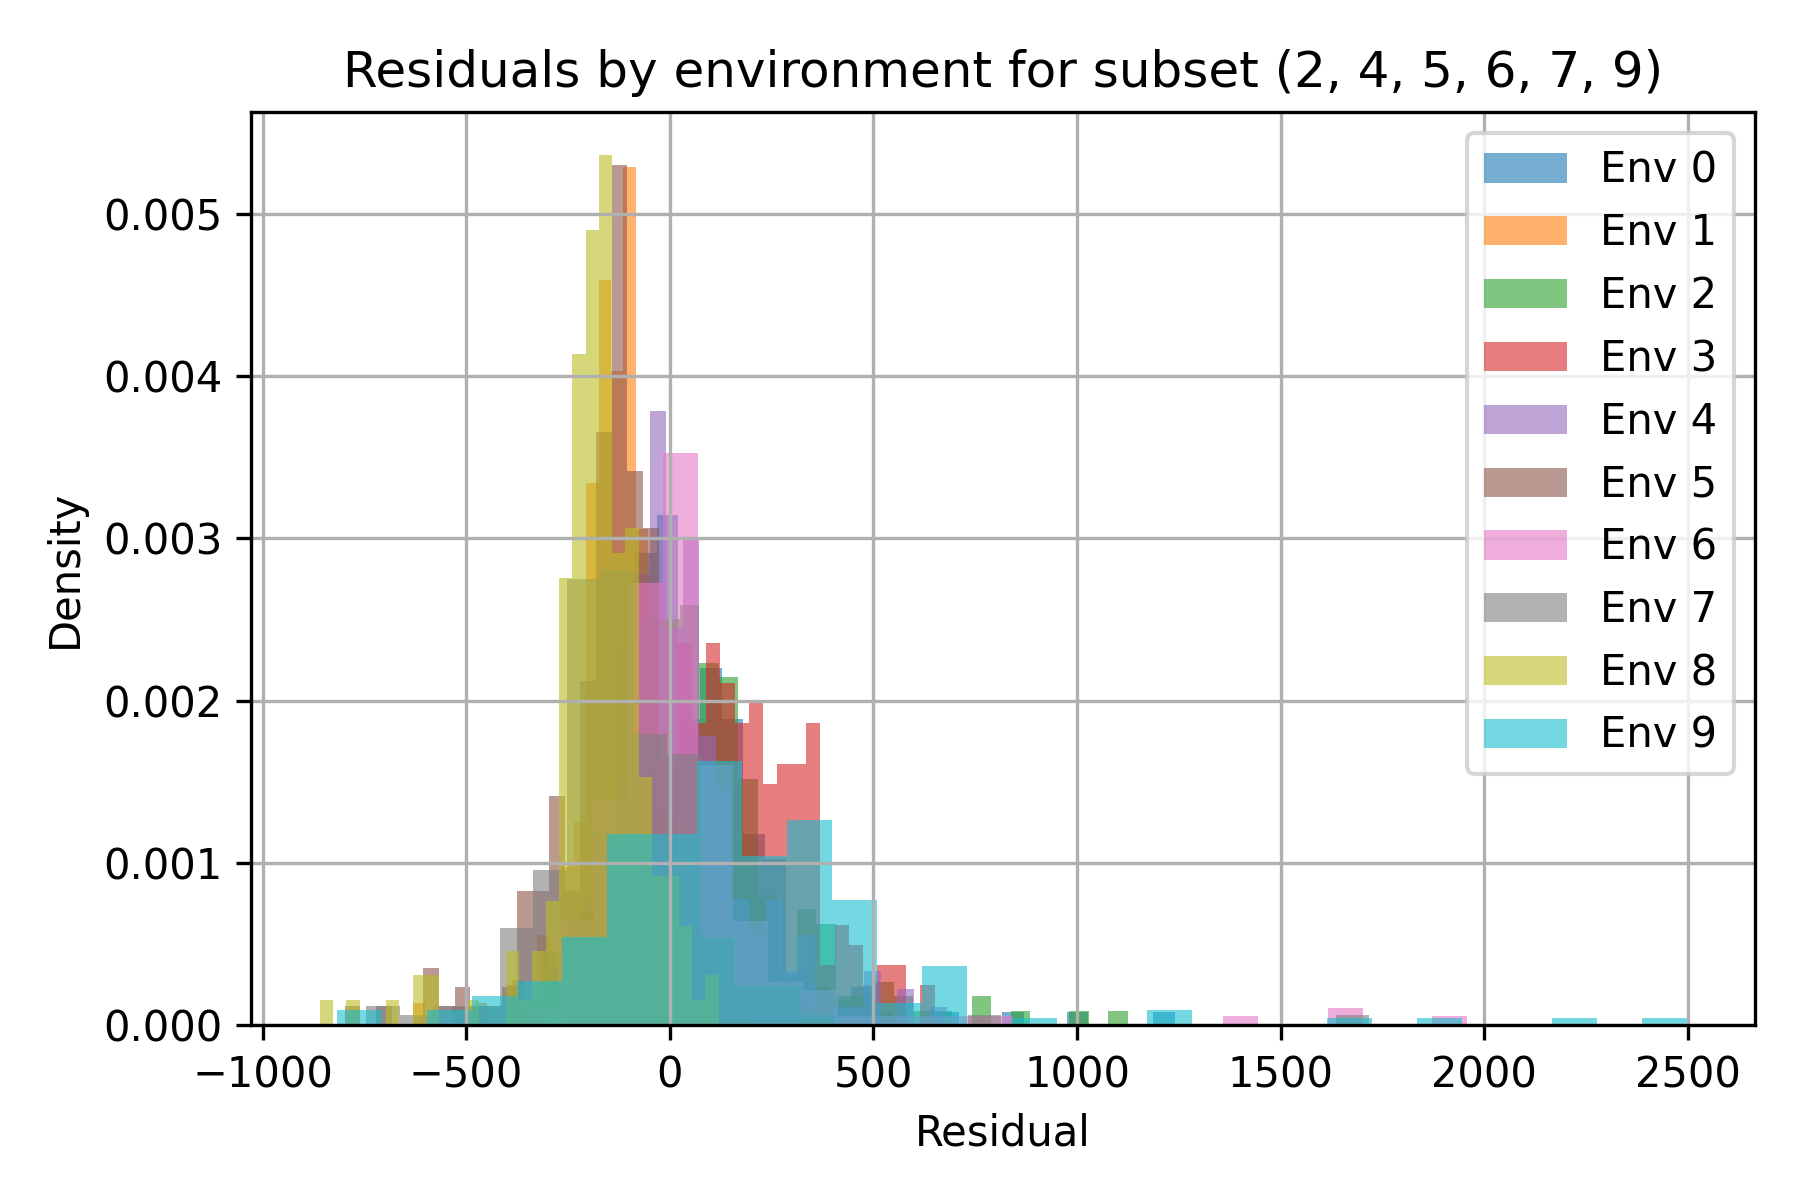 Residuals by environment for subset (2, 4, 5, 6, 7, 9)
Density
0.005
0.004
0.003
0.002
0.001
0.000
−1000
−500
0
500
1000
1500
2000
2500
Residual
Env 0
Env 1
Env 2
Env 3
Env 4
Env 5
Env 6
Env 7
Env 8
Env 9